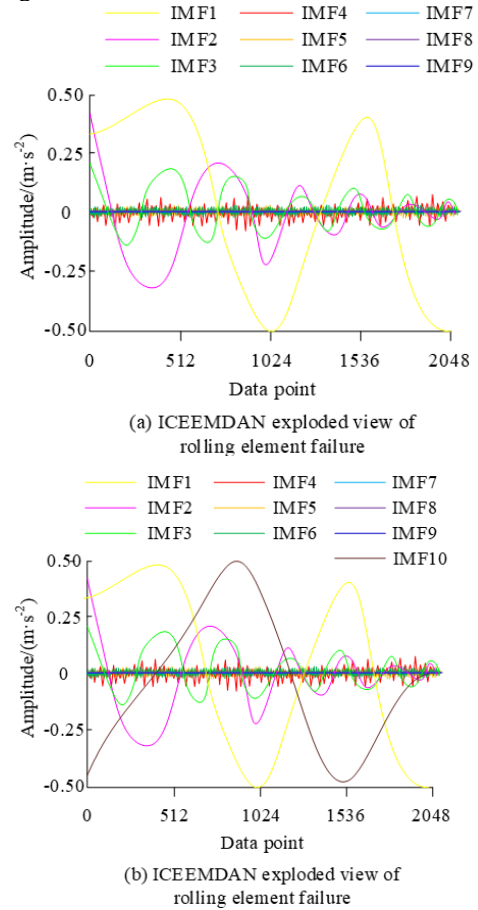 IMF1 IMF4 IMF7
IMF2 IMF5 IMF8
IMF3 IMF6 IMF9
0.50
0.25
0
-0.25
-0.50
Amplitude/(m·s⁻²)
0 512 1024 1536 2048
Data point
(a) ICEEMDAN exploded view of
rolling element failure
IMF1 IMF4 IMF7
IMF2 IMF5 IMF8
IMF3 IMF6 IMF9
IMF10
0.50
0.25
0
-0.25
-0.50
Amplitude/(m·s⁻²)
0 512 1024 1536 2048
Data point
(b) ICEEMDAN exploded view of
rolling element failure